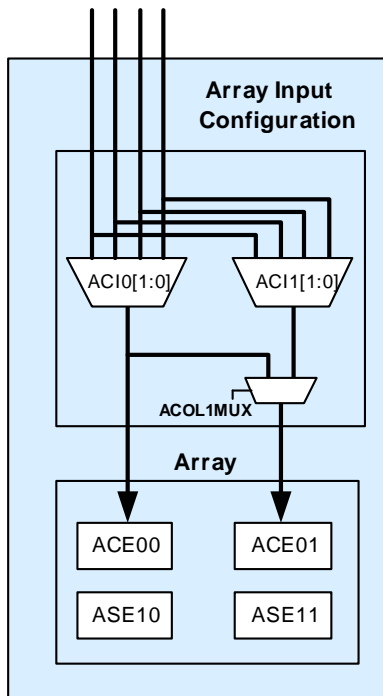 Array Input
Configuration
ACI0[1:0]
ACI1[1:0]
ACOL1MUX
Array
ACE00
ACE01
ASE10
ASE11